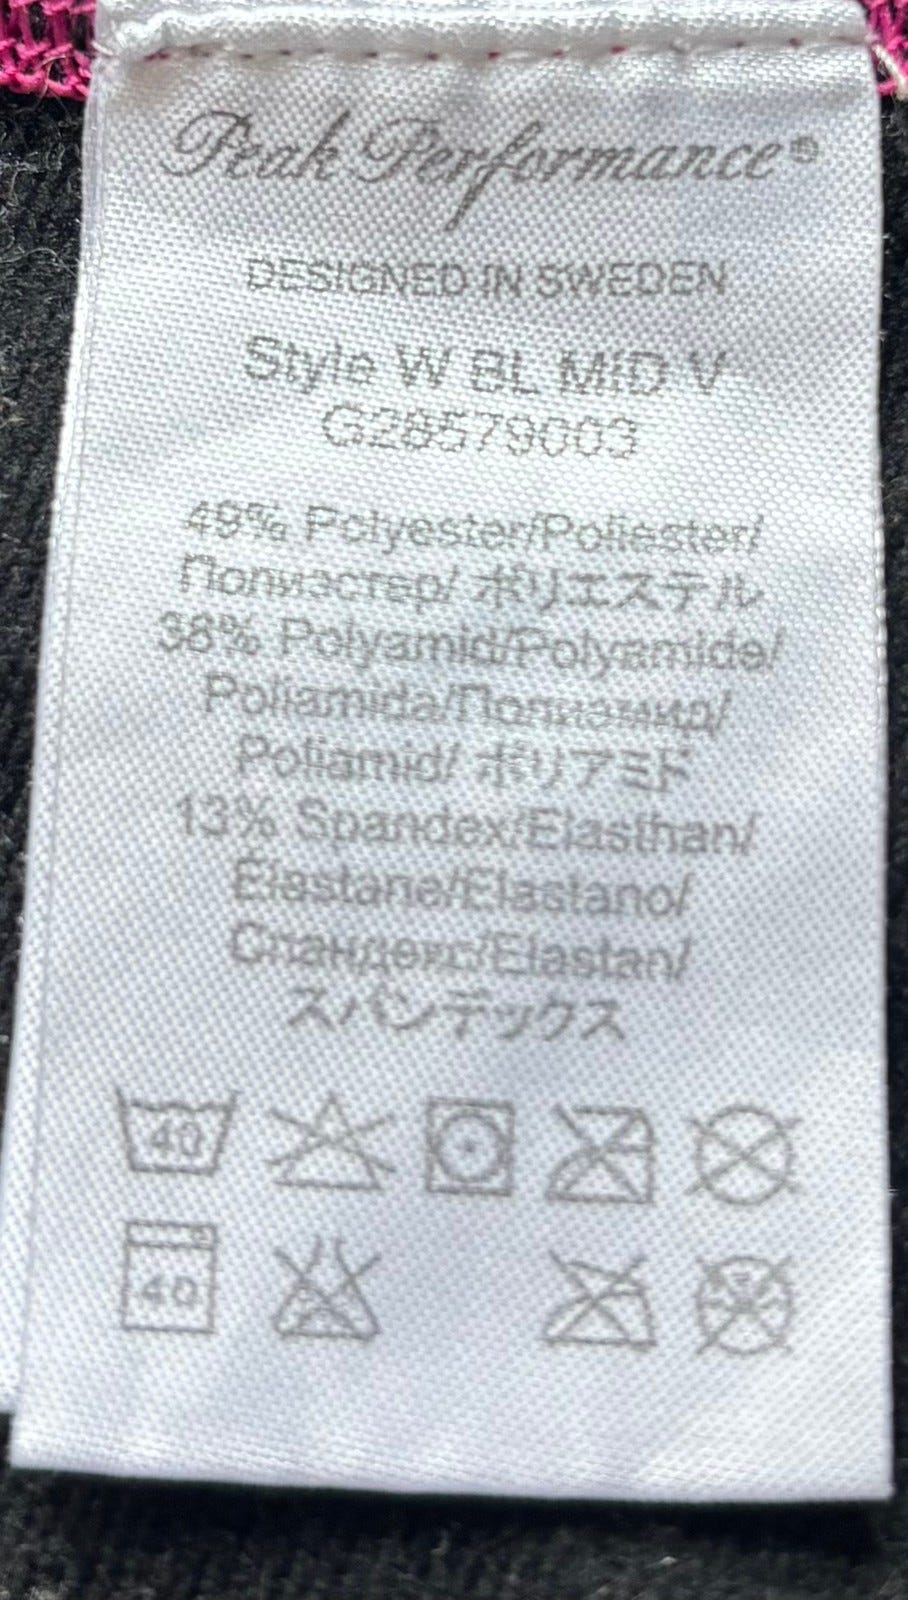 Peak Performance®
DESIGNED IN SWEDEN
Style W BL MID V
G28579003
49% Polyester/Poliester/
Полиэстер/ ポリエステル
38% Polyamid/Polyamide/
Poliamida/Полиэмид/
Poliamid/ ポリアミド
13% Spandex/Elasthan/
Elastane/Elastano/
Спандекс/Elastan/
スパンデックス
40
40